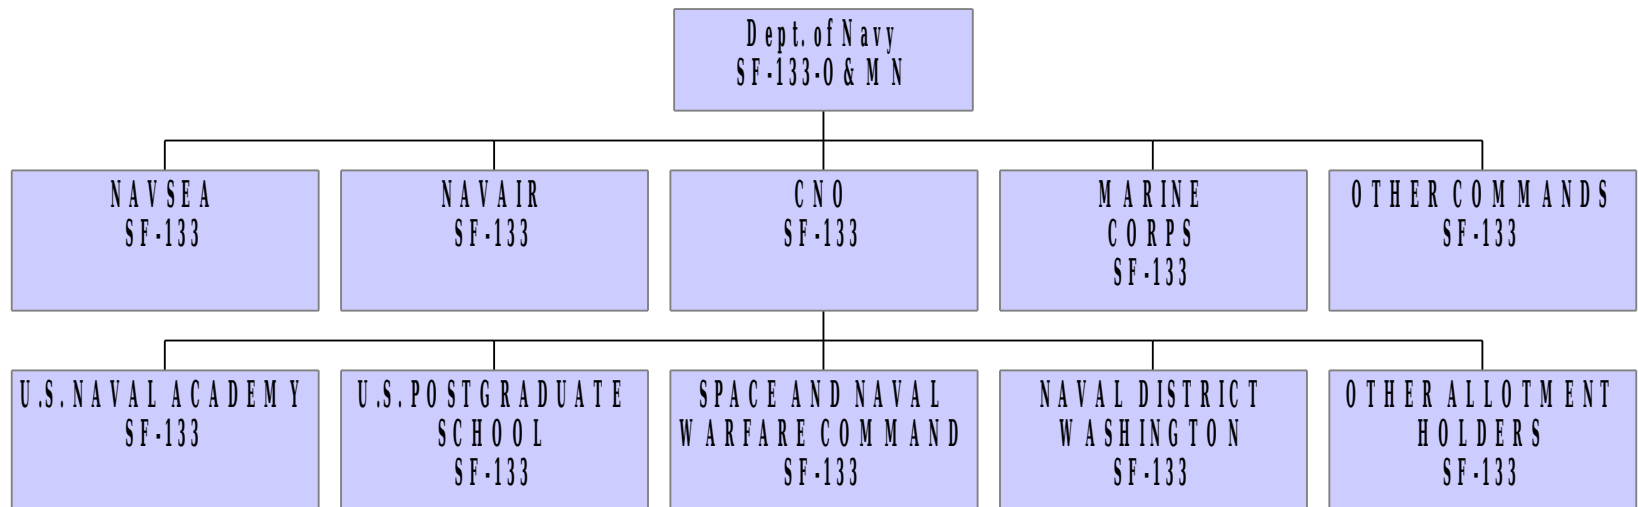 Dept. of Navy
SF-133-O & MN
NAVSEA
SF-133
NAVAIR
SF-133
CNO
SF-133
MARINE
CORPS
SF-133
OTHER COMMANDS
SF-133
U.S. NAVAL ACADEMY
SF-133
U.S. POSTGRADUATE
SCHOOL
SF-133
SPACE AND NAVAL
WARFARE COMMAND
SF-133
NAVAL DISTRICT
WASHINGTON
SF-133
OTHER ALLOTMENT
HOLDERS
SF-133